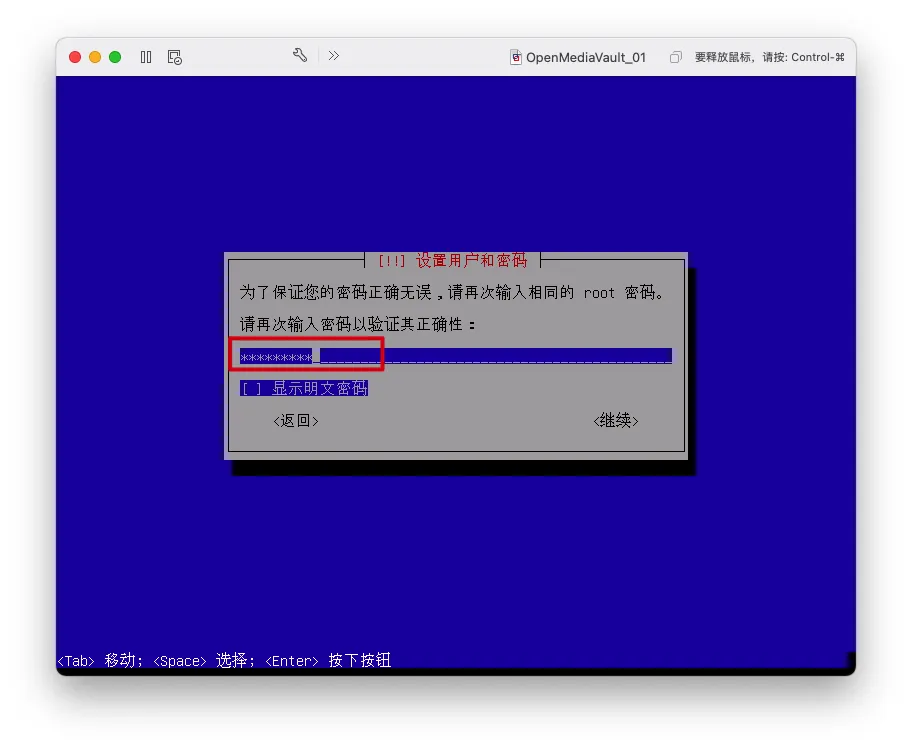 OpenMediaVault_01
要释放鼠标，请按: Control-⌘
[!!] 设置用户和密码
为了保证您的密码正确无误，请再次输入相同的 root 密码。
请再次输入密码以验证其正确性：
*********
[ ] 显示明文密码
<返回> <继续>
<Tab> 移动; <Space> 选择; <Enter> 按下按钮